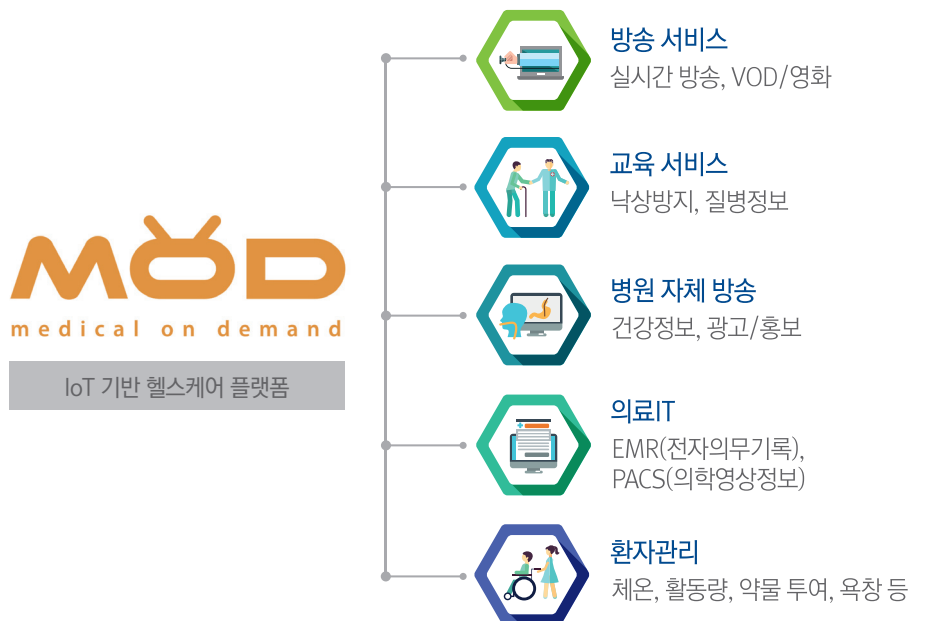 MOD
medical on demand
IoT 기반 헬스케어 플랫폼
방송 서비스
실시간 방송, VOD/영화
교육 서비스
낙상방지, 질병정보
병원 자체 방송
건강정보, 광고/홍보
의료IT
EMR(전자의무기록),
PACS(의학영상정보)
환자관리
체온, 활동량, 약물 투여, 욕창 등